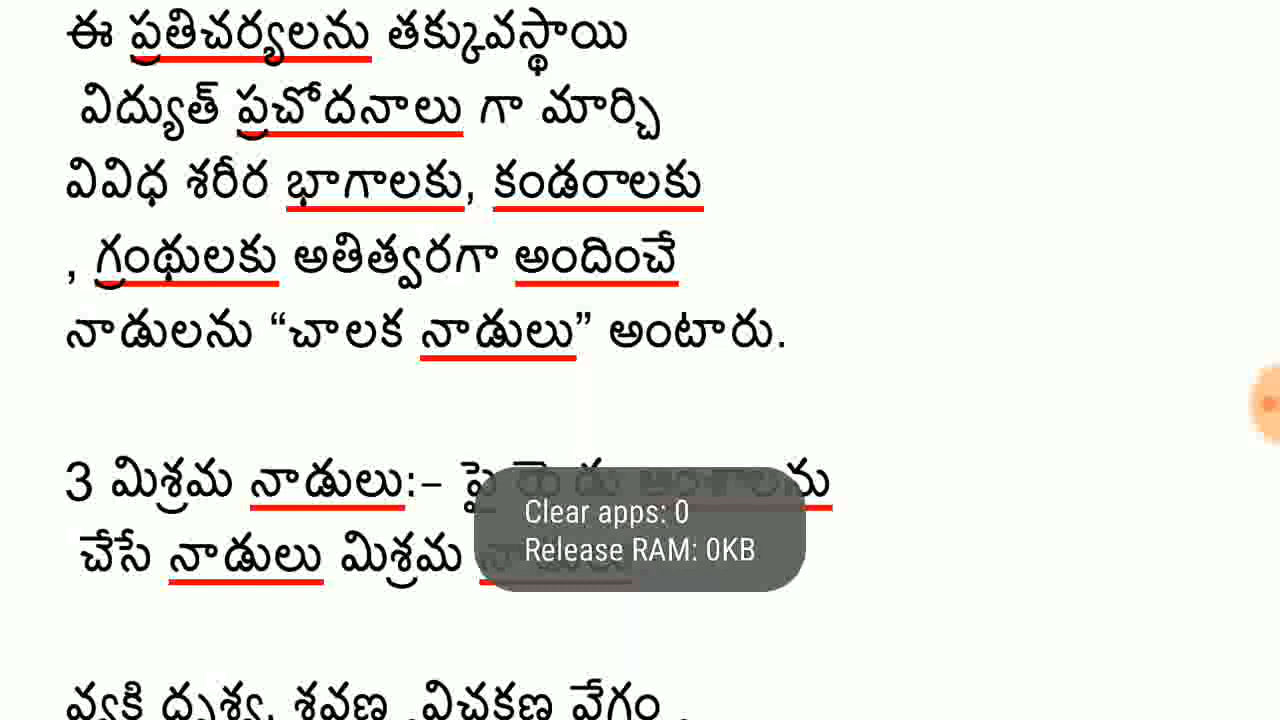 ఈ ప్రతిచర్యలను తక్కువస్థాయి
విద్యుత్ ప్రచోదనాలు గా మార్చి
వివిధ శరీర భాగాలకు, కండరాలకు
, గ్రంథులకు అతిత్వరగా అందించే
నాడులను “చాలక నాడులు” అంటారు.
3 మిశ్రమ నాడులు:- పై రెండు అంశాలను
Clear apps: 0
చేసే నాడులు మిశ్రమ
Release RAM: 0KB
వేగం ,